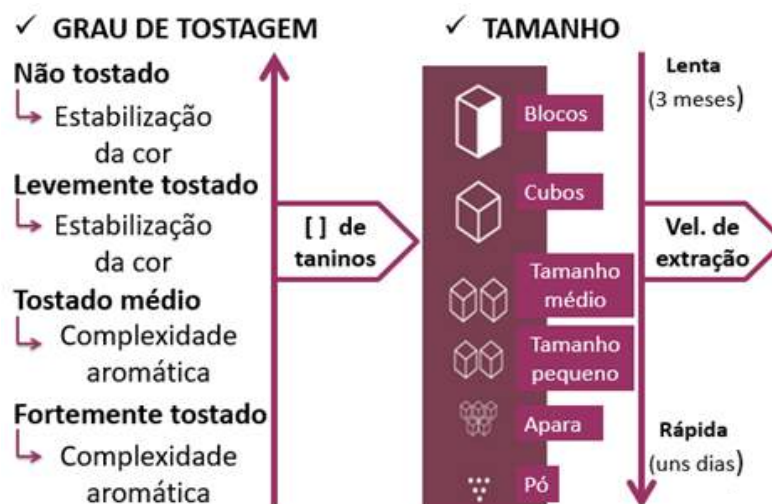 ✓ GRAU DE TOSTAGEM
Não tostado
Estabilização
da cor
Levemente tostado
Estabilização
da cor
Tostado médio
Complexidade
aromática
Fortemente tostado
Complexidade
aromática
[ ] de
taninos
✓ TAMANHO
Blocos
Cubos
Tamanho
médio
Tamanho
pequeno
Apara
Pó
Lenta
(3 meses)
Vel. de
extração
Rápida
(uns dias)